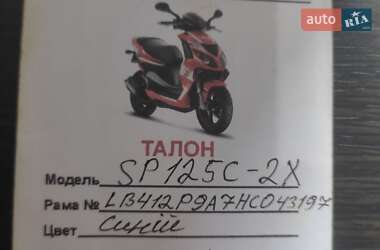 auto RIA
ТАЛОН
Модель SP125C-2X
Рама № LB412P9A7HC043197
Цвет Синій